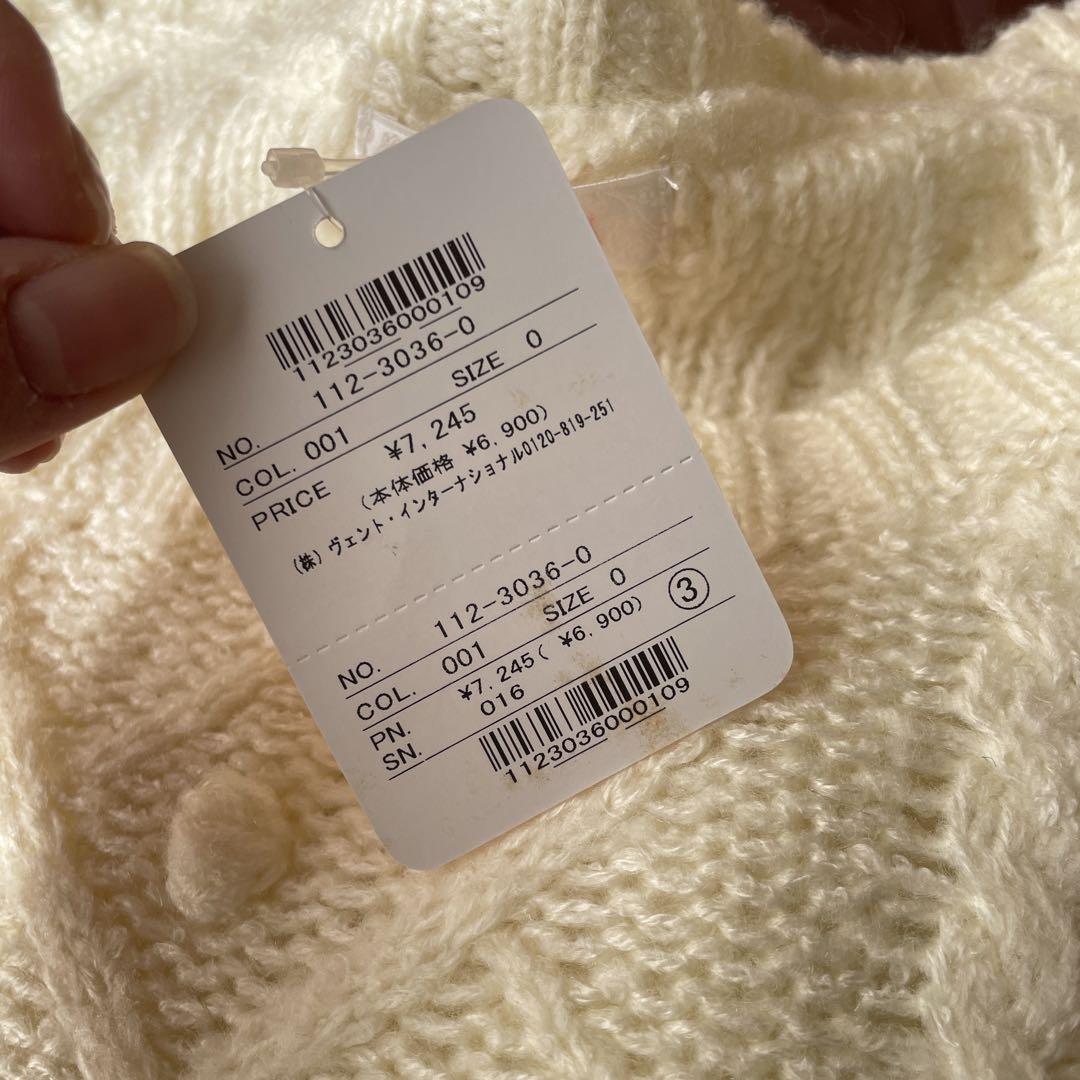 1123036000109
NO. 112-3036-0
COL. 001 SIZE 0
PRICE ¥7,245
(本体価格 ¥6,900)
(株)ヴェント・インターナショナル0120-819-251
NO. 112-3036-0
COL. 001 SIZE 0
PN. ¥7,245( ¥6,900) ③
SN. 016
1123036000109